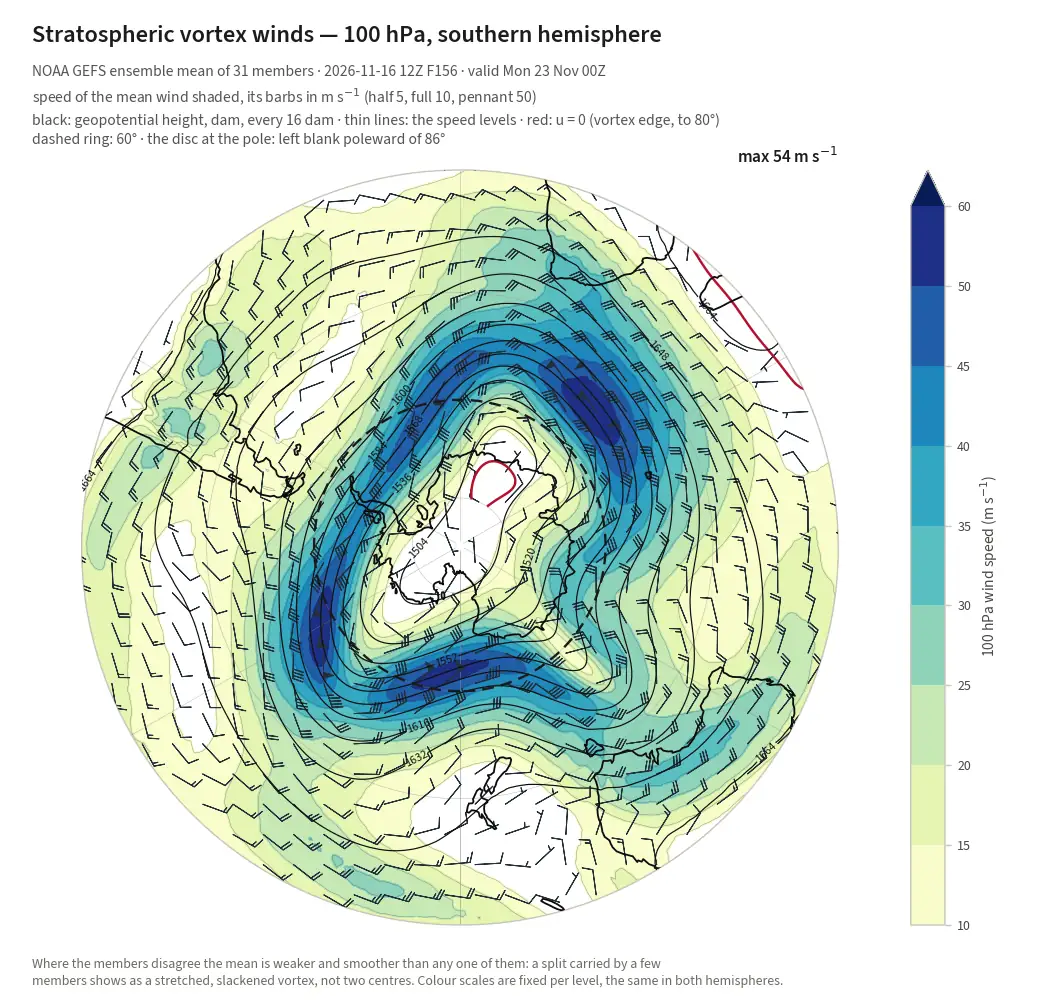 Stratospheric vortex winds — 100 hPa, southern hemisphere
NOAA GEFS ensemble mean of 31 members · 2026-11-16 12Z F156 · valid Mon 23 Nov 00Z
speed of the mean wind shaded, its barbs in m s⁻¹ (half 5, full 10, pennant 50)
black: geopotential height, dam, every 16 dam · thin lines: the speed levels · red: u = 0 (vortex edge, to 80°)
dashed ring: 60° · the disc at the pole: left blank poleward of 86°
max 54 m s⁻¹
60
50
45
40
35
30
25
20
15
10
100 hPa wind speed (m s⁻¹)
1664
1648
1600
1568
1584
1536
1664
1504
1520
1552
1616
1632
1664
Where the members disagree the mean is weaker and smoother than any one of them: a split carried by a few
members shows as a stretched, slackened vortex, not two centres. Colour scales are fixed per level, the same in both hemispheres.